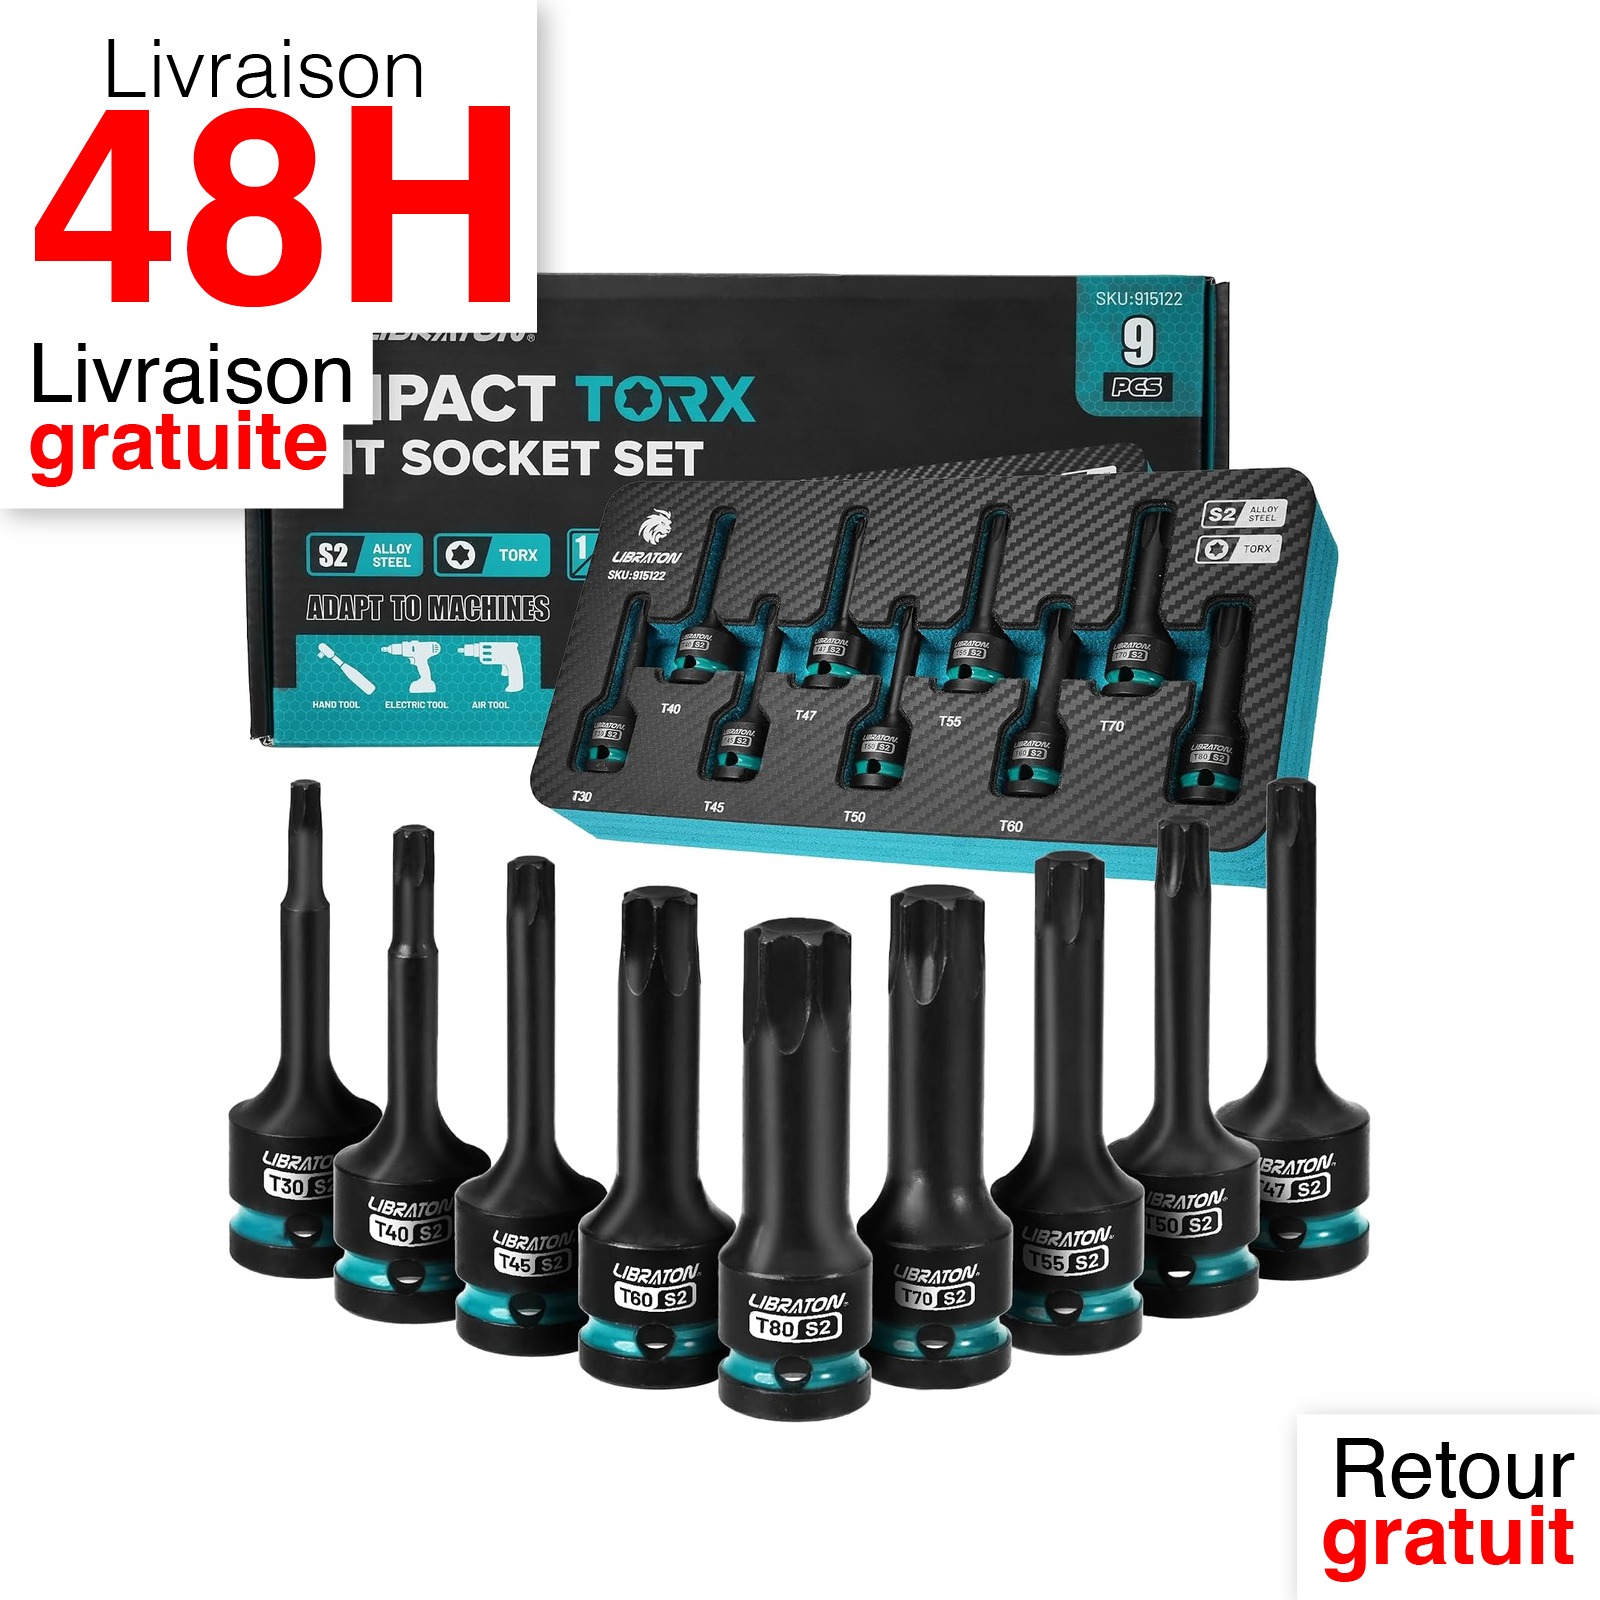 Livraison
48H
Livraison
gratuite
SKU:915122
9
PCS
TORX
SOCKET SET
S2 ALLOY STEEL
TORX
ADAPT TO MACHINES
HAND TOOL
ELECTRIC TOOL
AIR TOOL
LIBRATON
SKU:915122
S2 ALLOY STEEL
TORX
T40
T47
T55
T70
T30
T45
T50
T60
LIBRATON
T40 S2
LIBRATON
T45 S2
LIBRATON
T60 S2
LIBRATON
T80 S2
LIBRATON
T70 S2
LIBRATON
T55 S2
LIBRATON
T50 S2
T30 S2
47 S2
Retour
gratuit